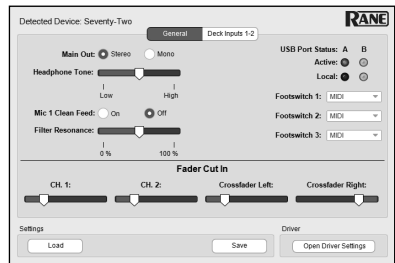 Detected Device: Seventy-Two
RANE
General Deck Inputs 1-2
Main Out: Stereo Mono
USB Port Status: A B
Active:
Headphone Tone:
Local:
Low High
Footswitch 1: MIDI
Mic 1 Clean Feed: On Off
Footswitch 2: MIDI
Filter Resonance:
Footswitch 3: MIDI
0 % 100 %
Fader Cut In
CH. 1: CH. 2: Crossfader Left: Crossfader Right:
Settings Driver
Load Save Open Driver Settings